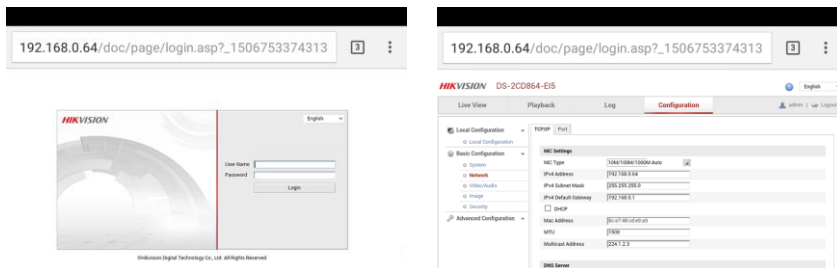 192.168.0.64/doc/page/login.asp?_1506753374313
3
HIKVISION
English
User Name
Password
Login
©Hikvision Digital Technology Co., Ltd. All Rights Reserved.
192.168.0.64/doc/page/login.asp?_1506753374313
3
HIKVISION DS-2CD864-EI5
English
Live View
Playback
Log
Configuration
admin | Logout
Local Configuration
Local Configuration
Basic Configuration
System
Network
Video/Audio
Image
Security
Advanced Configuration
TCP/IP Port
NIC Settings
NIC Type 10M/100M/1000M Auto
IPv4 Address 192.168.0.64
IPv4 Subnet Mask 255.255.255.0
IPv4 Default Gateway 192.168.0.1
DHCP
Mac Address
MTU 1500
Multicast Address 224.1.2.3
DNS Server